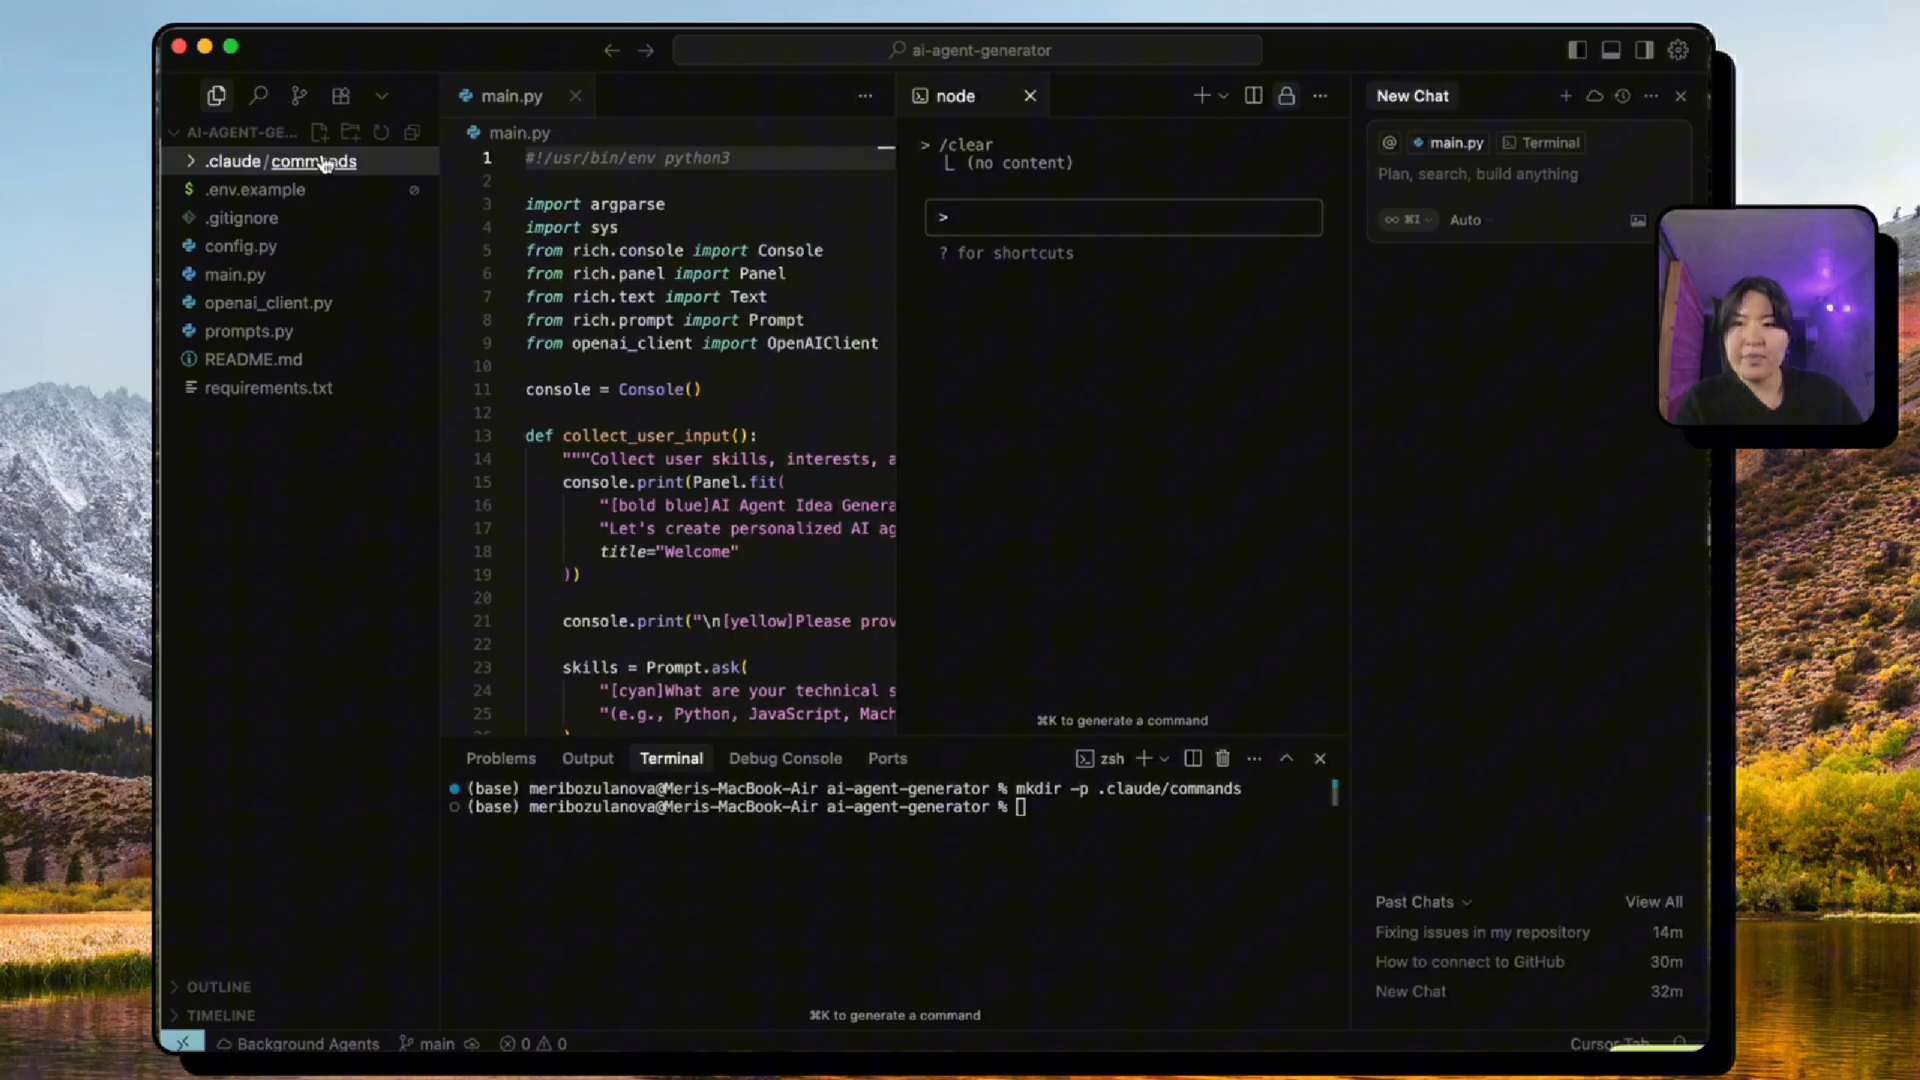 ai-agent-generator
main.py
node
New Chat
AI-AGENT-GE...
.claude/commands
.env.example
.gitignore
config.py
main.py
openai_client.py
prompts.py
README.md
requirements.txt
OUTLINE
TIMELINE
main.py
1 #!/usr/bin/env python3
2
3 import argparse
4 import sys
5 from rich.console import Console
6 from rich.panel import Panel
7 from rich.text import Text
8 from rich.prompt import Prompt
9 from openai_client import OpenAIClient
10
11 console = Console()
12
13 def collect_user_input():
14 """Collect user skills, interests, a
15 console.print(Panel.fit(
16 "[bold blue]AI Agent Idea Genera
17 "Let's create personalized AI ag
18 title="Welcome"
19 ))
20
21 console.print("\n[yellow]Please prov
22
23 skills = Prompt.ask(
24 "[cyan]What are your technical s
25 "(e.g., Python, JavaScript, Mach
> /clear
(no content)
>
? for shortcuts
⌘K to generate a command
@ main.py Terminal
Plan, search, build anything
∞ ⌘I Auto
Past Chats View All
Fixing issues in my repository 14m
How to connect to GitHub 30m
New Chat 32m
Problems Output Terminal Debug Console Ports zsh
(base) meribozulanova@Meris-MacBook-Air ai-agent-generator % mkdir -p .claude/commands
(base) meribozulanova@Meris-MacBook-Air ai-agent-generator %
⌘K to generate a command
Background Agents main 0 0 Cursor Tab